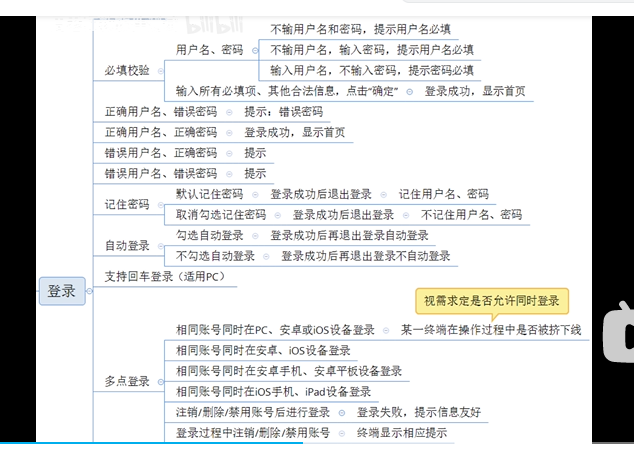 bilibili
不输用户名和密码，提示用户名必填
用户名、密码
不输用户名，输入密码，提示用户名必填
必填校验
输入用户名，不输入密码，提示密码必填
输入所有必填项、其他合法信息，点击“确定”
登录成功，显示首页
正确用户名、错误密码
提示：错误密码
正确用户名、正确密码
登录成功，显示首页
错误用户名、正确密码
提示
错误用户名、错误密码
提示
记住密码
默认记住密码
登录成功后退出登录
记住用户名、密码
取消勾选记住密码
登录成功后退出登录
不记住用户名、密码
自动登录
勾选自动登录
登录成功后再退出登录自动登录
不勾选自动登录
登录成功后再退出登录不自动登录
支持回车登录（适用PC）
登录
视需求定是否允许同时登录
相同账号同时在PC、安卓或iOS设备登录
某一终端在操作过程中是否被挤下线
相同账号同时在安卓、iOS设备登录
相同账号同时在安卓手机、安卓平板设备登录
多点登录
相同账号同时在iOS手机、iPad设备登录
注销/删除/禁用账号后进行登录
登录失败，提示信息友好
登录过程中注销/删除/禁用账号
终端显示相应提示